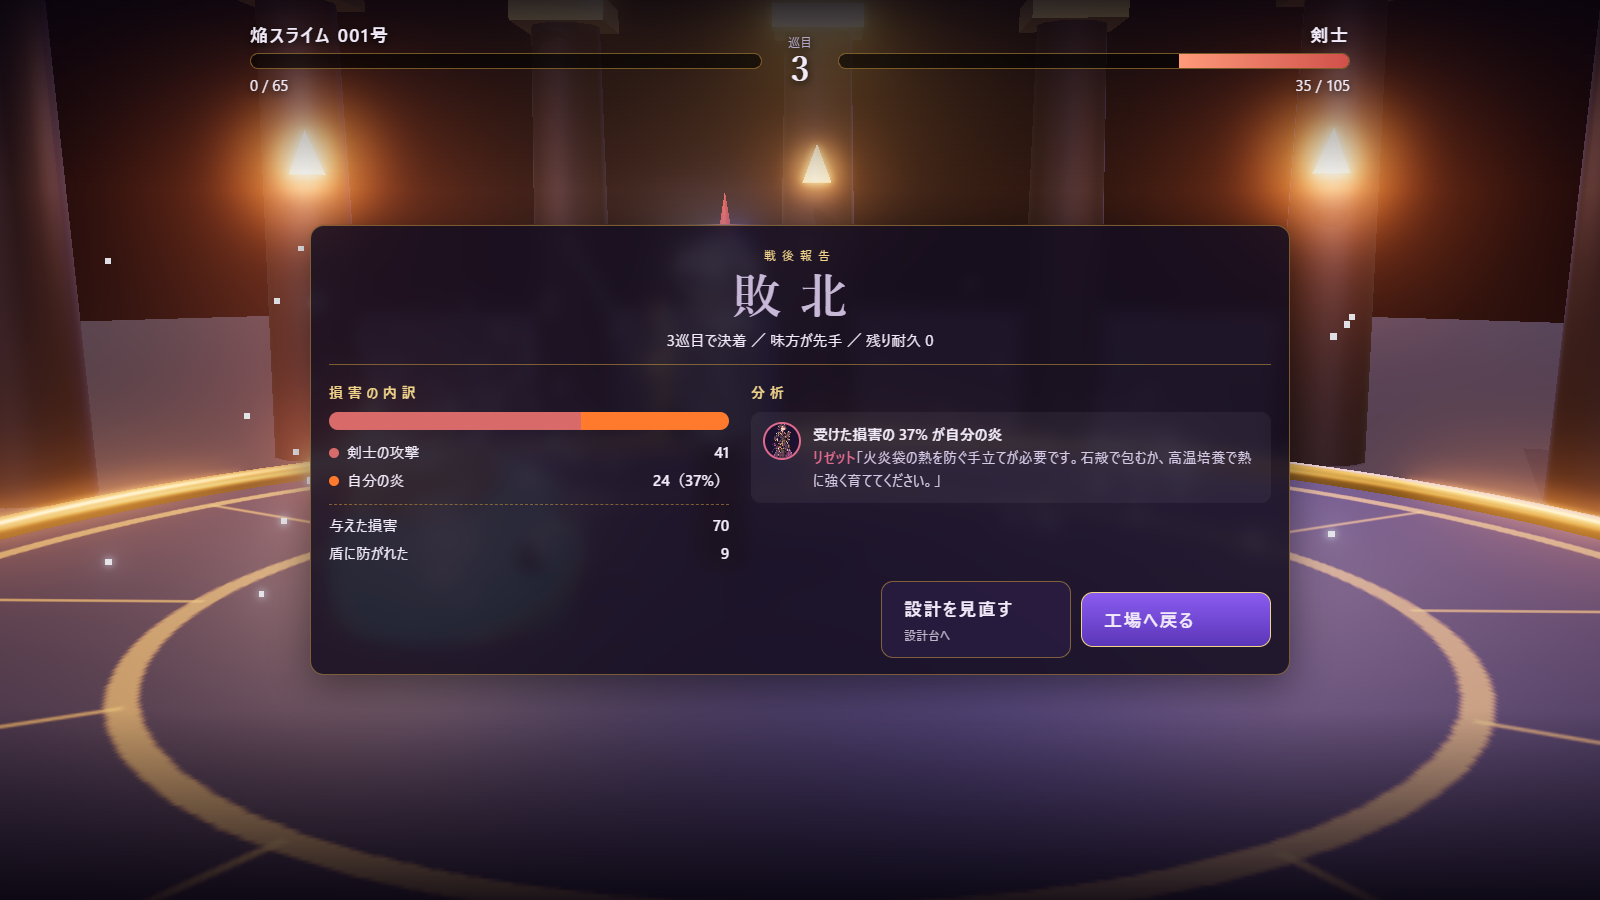 焔スライム 001号
巡目
剣士
3
0 / 65
35 / 105
戦後報告
敗北
3巡目で決着 ／ 味方が先手 ／ 残り耐久 0
損害の内訳
分析
剣士の攻撃 41
自分の炎 24（37%）
与えた損害 70
盾に防がれた 9
受けた損害の 37% が自分の炎
リゼット「火炎袋の熱を防ぐ手立てが必要です。石殻で包むか、高温培養で熱
に強く育ててください。」
設計を見直す
設計台へ
工場へ戻る